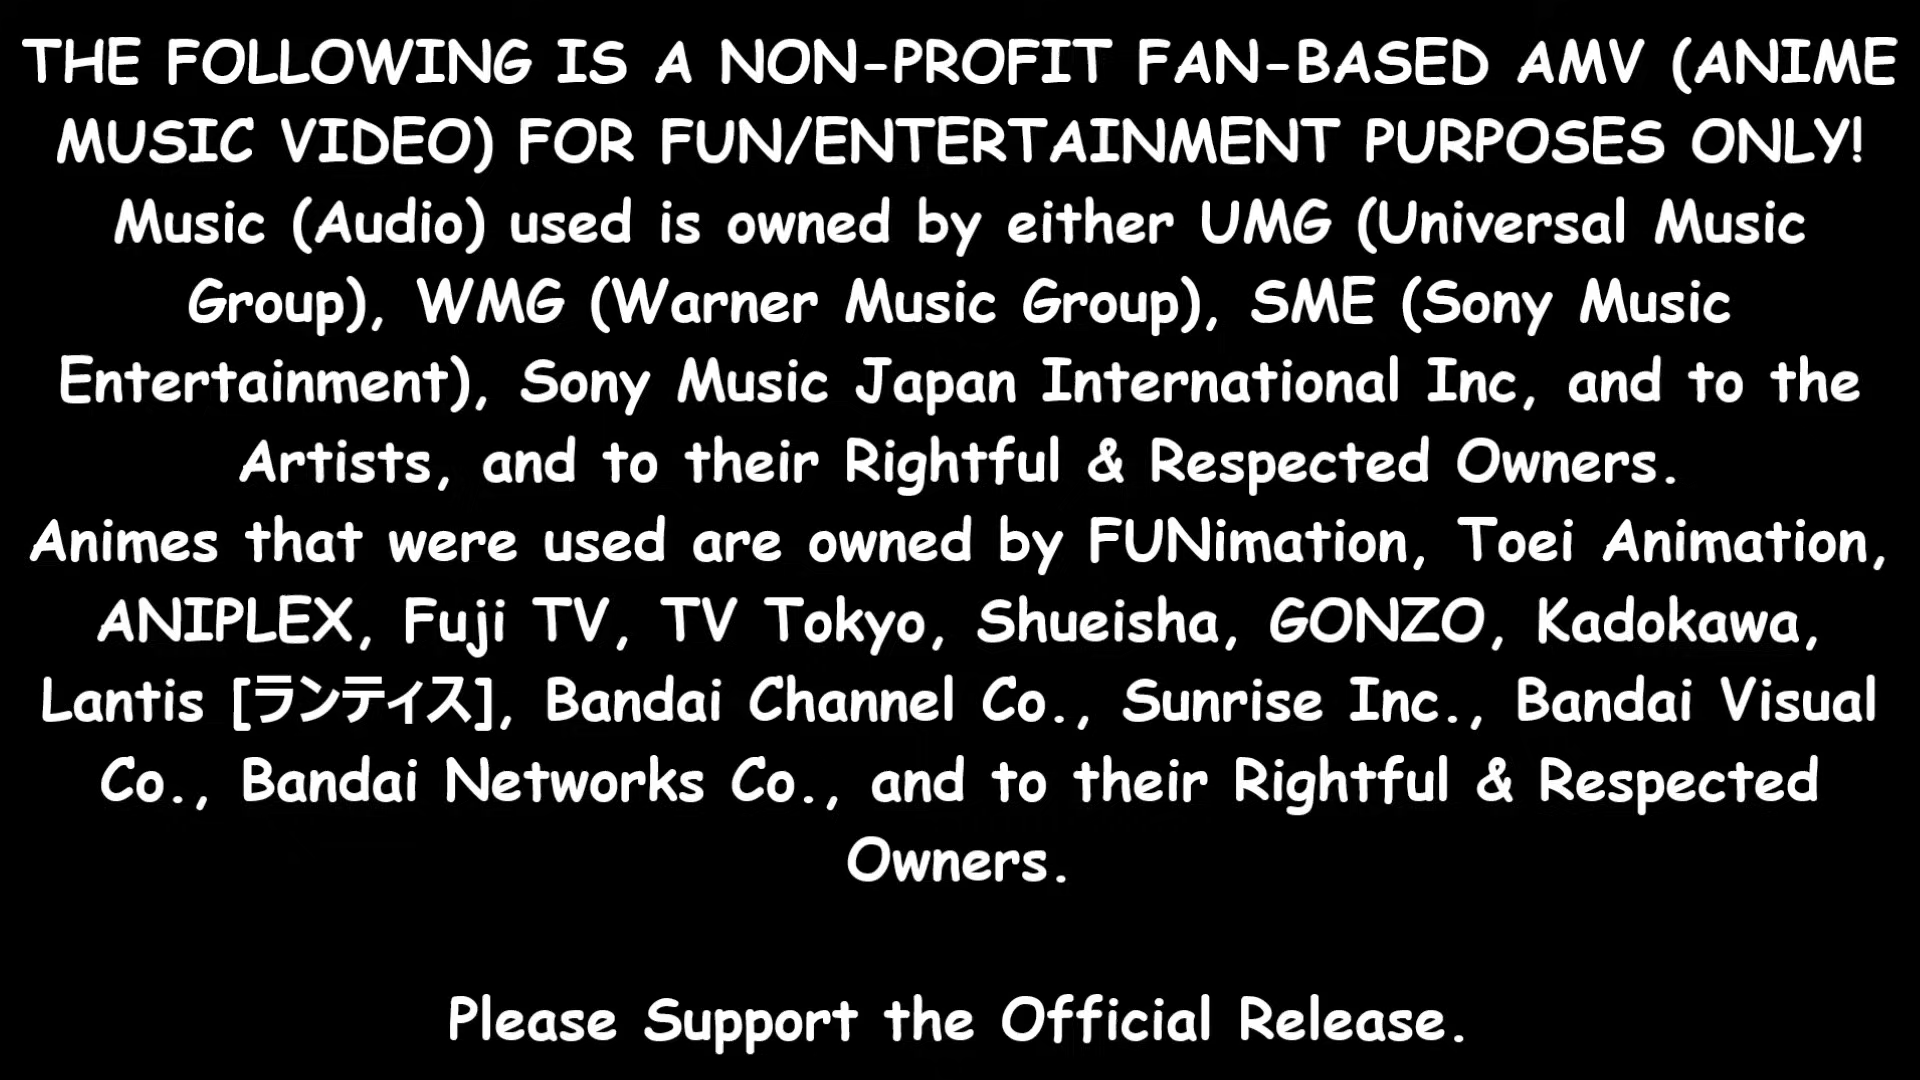 THE FOLLOWING IS A NON-PROFIT FAN-BASED AMV (ANIME
MUSIC VIDEO) FOR FUN/ENTERTAINMENT PURPOSES ONLY!
Music (Audio) used is owned by either UMG (Universal Music
Group), WMG (Warner Music Group), SME (Sony Music
Entertainment), Sony Music Japan International Inc, and to the
Artists, and to their Rightful & Respected Owners.
Animes that were used are owned by FUNimation, Toei Animation,
ANIPLEX, Fuji TV, TV Tokyo, Shueisha, GONZO, Kadokawa,
Lantis [ランティス], Bandai Channel Co., Sunrise Inc., Bandai Visual
Co., Bandai Networks Co., and to their Rightful & Respected
Owners.
Please Support the Official Release.